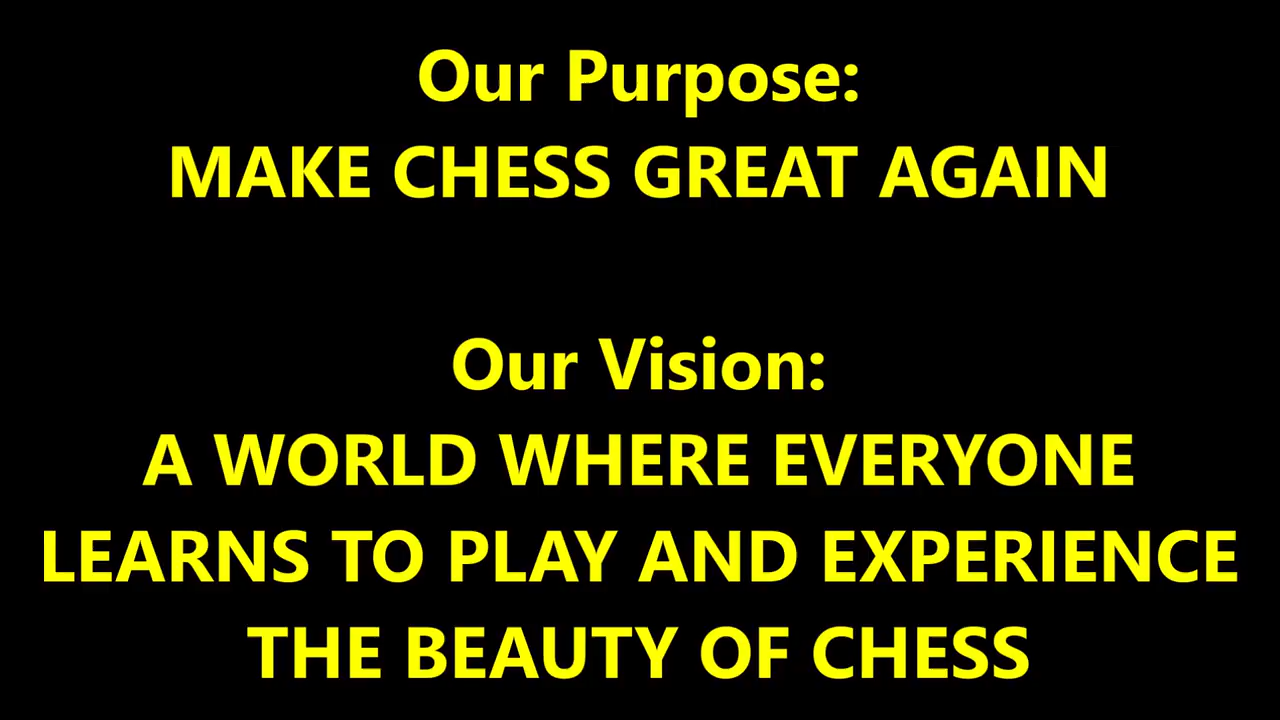 Our Purpose:
MAKE CHESS GREAT AGAIN
Our Vision:
A WORLD WHERE EVERYONE
LEARNS TO PLAY AND EXPERIENCE
THE BEAUTY OF CHESS